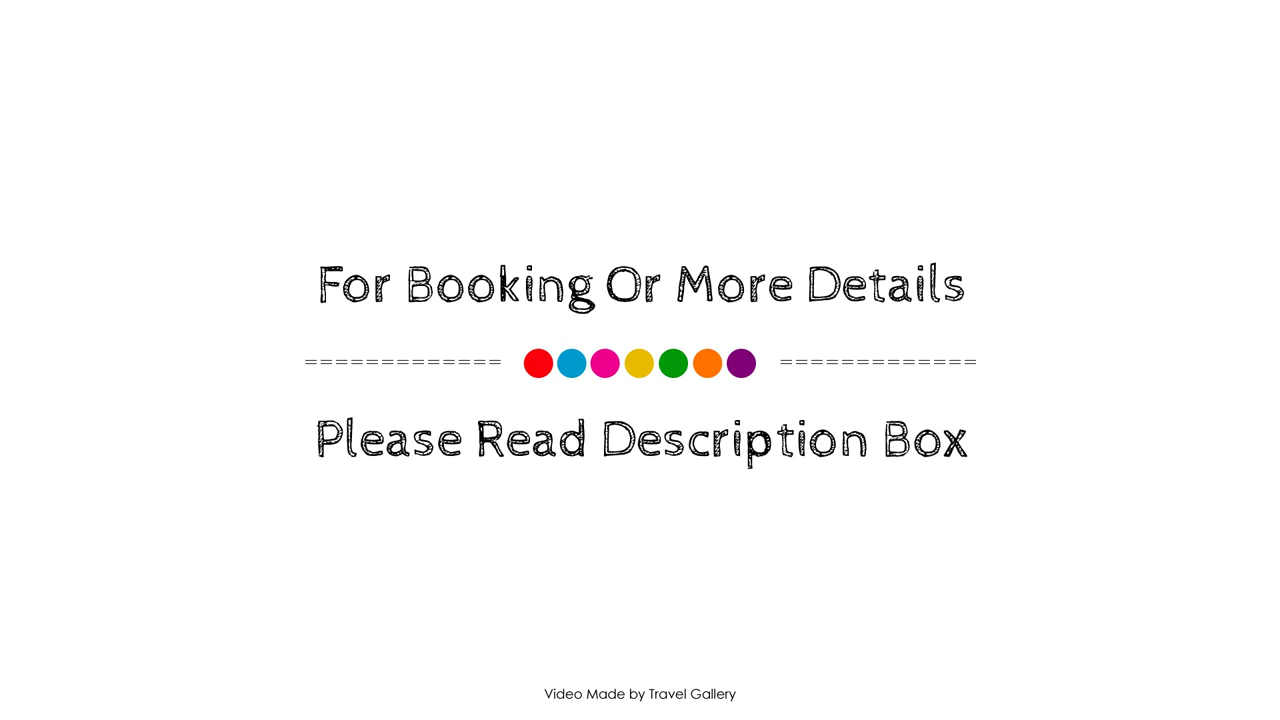 For Booking Or More Details
============= =============
Please Read Description Box
Video Made by Travel Gallery